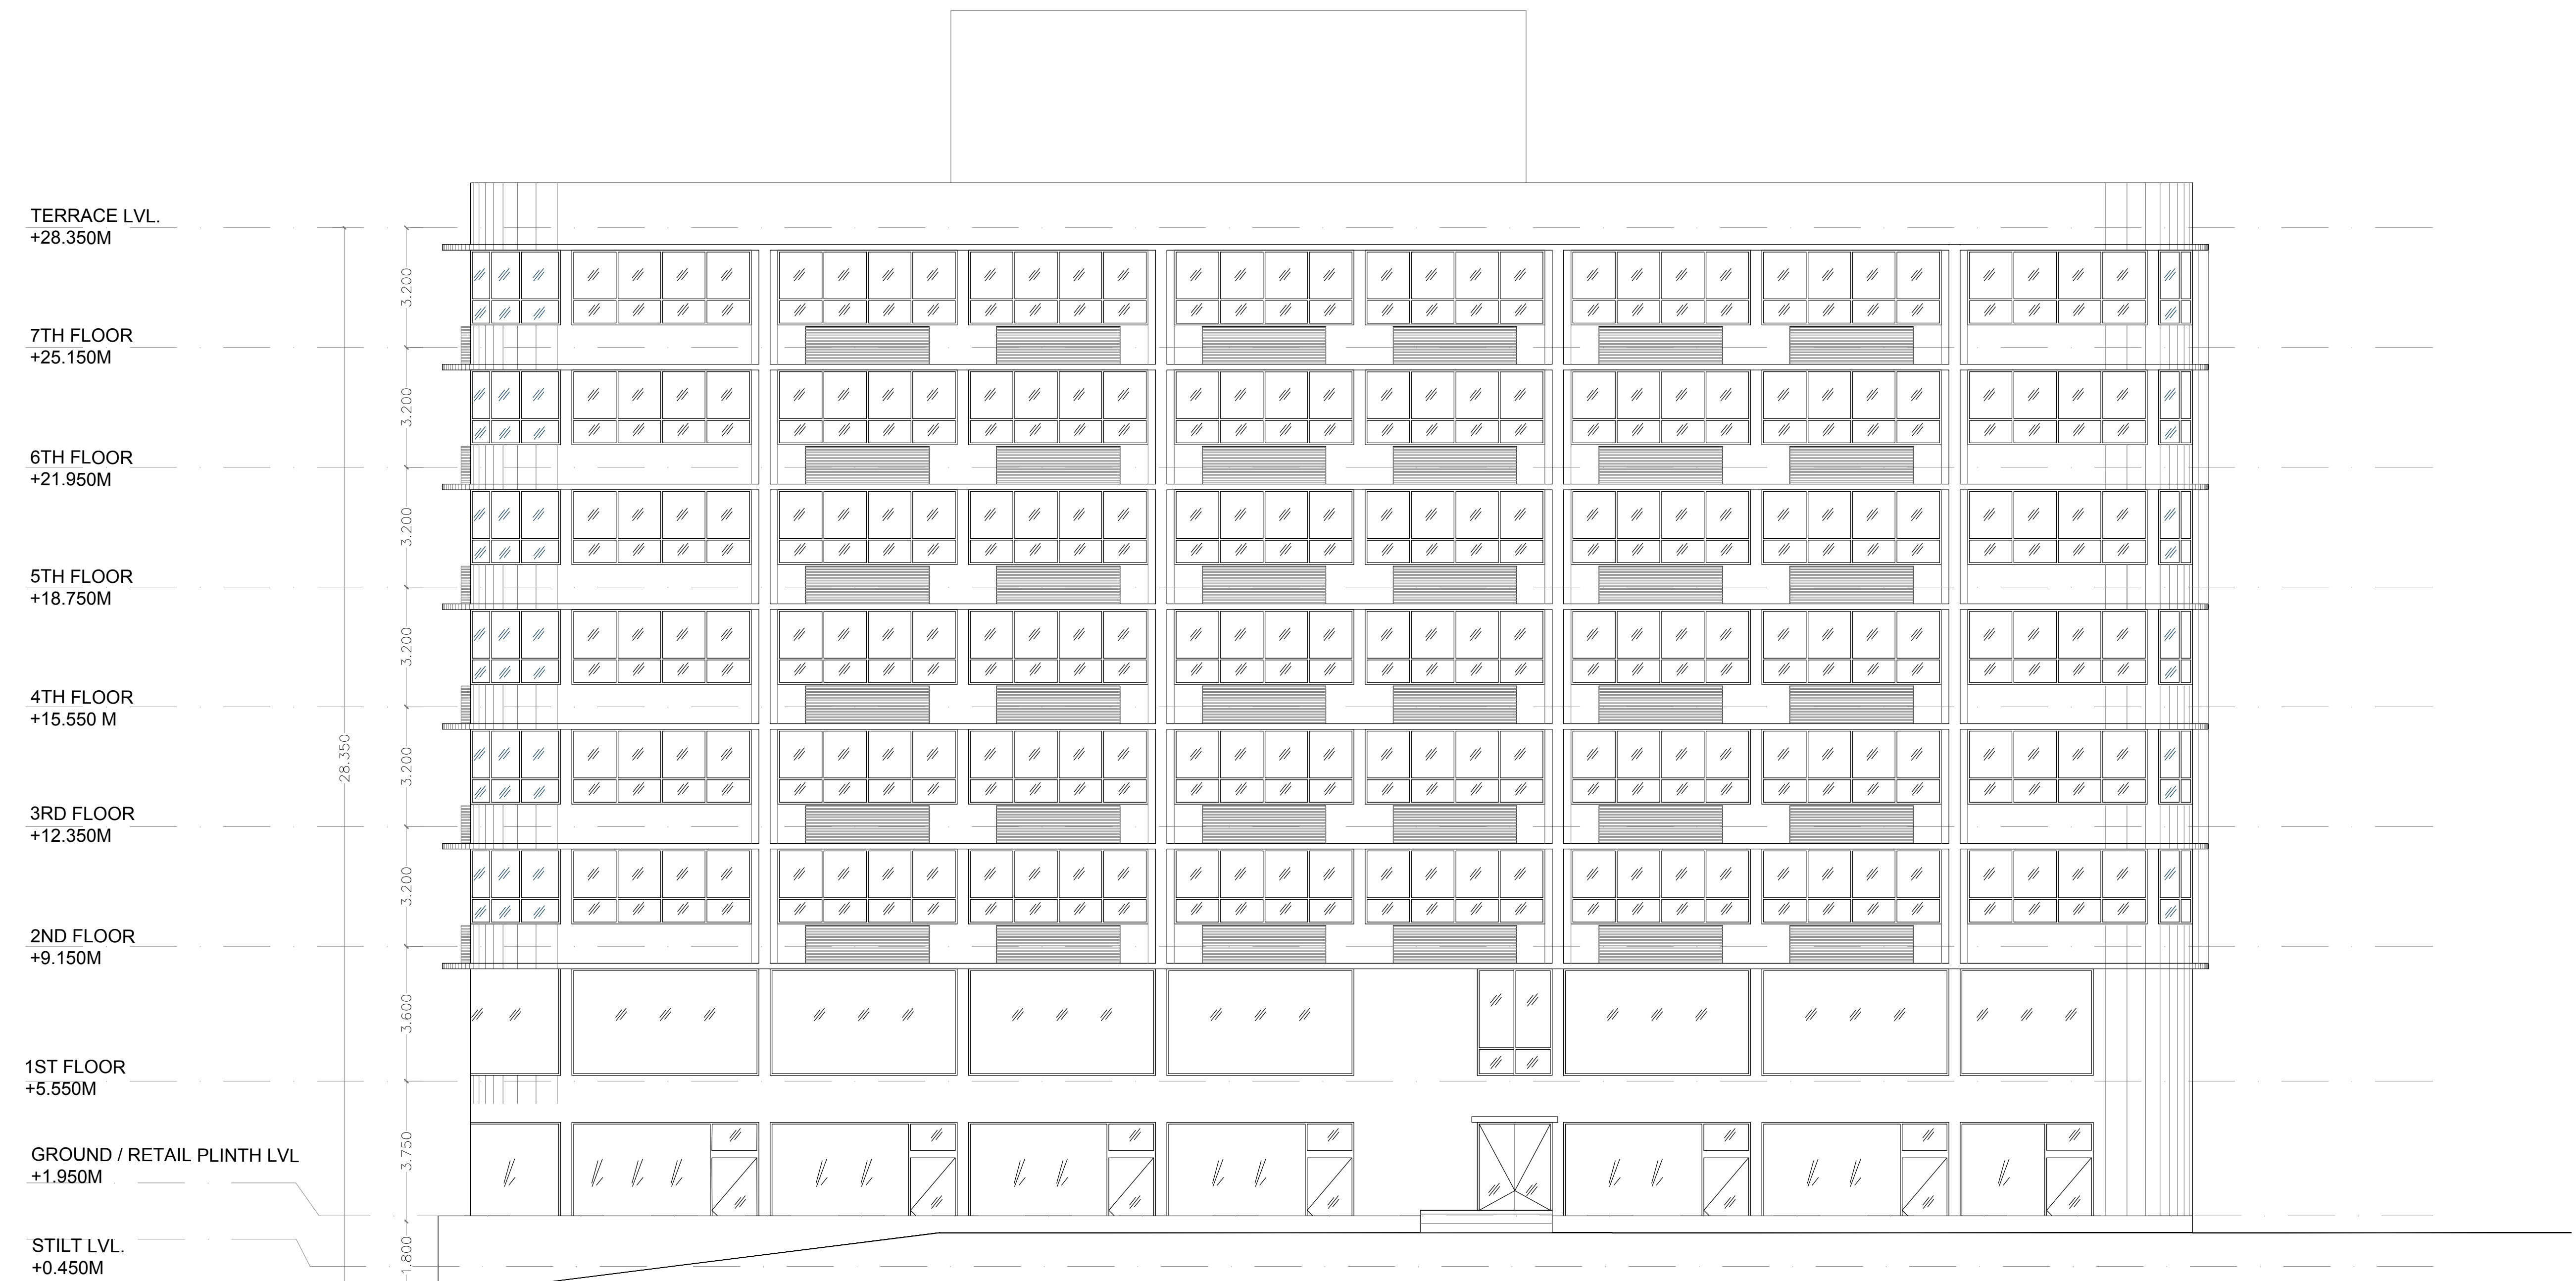 TERRACE LVL.
+28.350M
3.200
7TH FLOOR
+25.150M
3.200
6TH FLOOR
+21.950M
3.200
5TH FLOOR
+18.750M
3.200
4TH FLOOR
+15.550 M
28.350
3.200
3RD FLOOR
+12.350M
3.200
2ND FLOOR
+9.150M
3.600
1ST FLOOR
+5.550M
3.750
GROUND / RETAIL PLINTH LVL
+1.950M
1.800
STILT LVL.
+0.450M